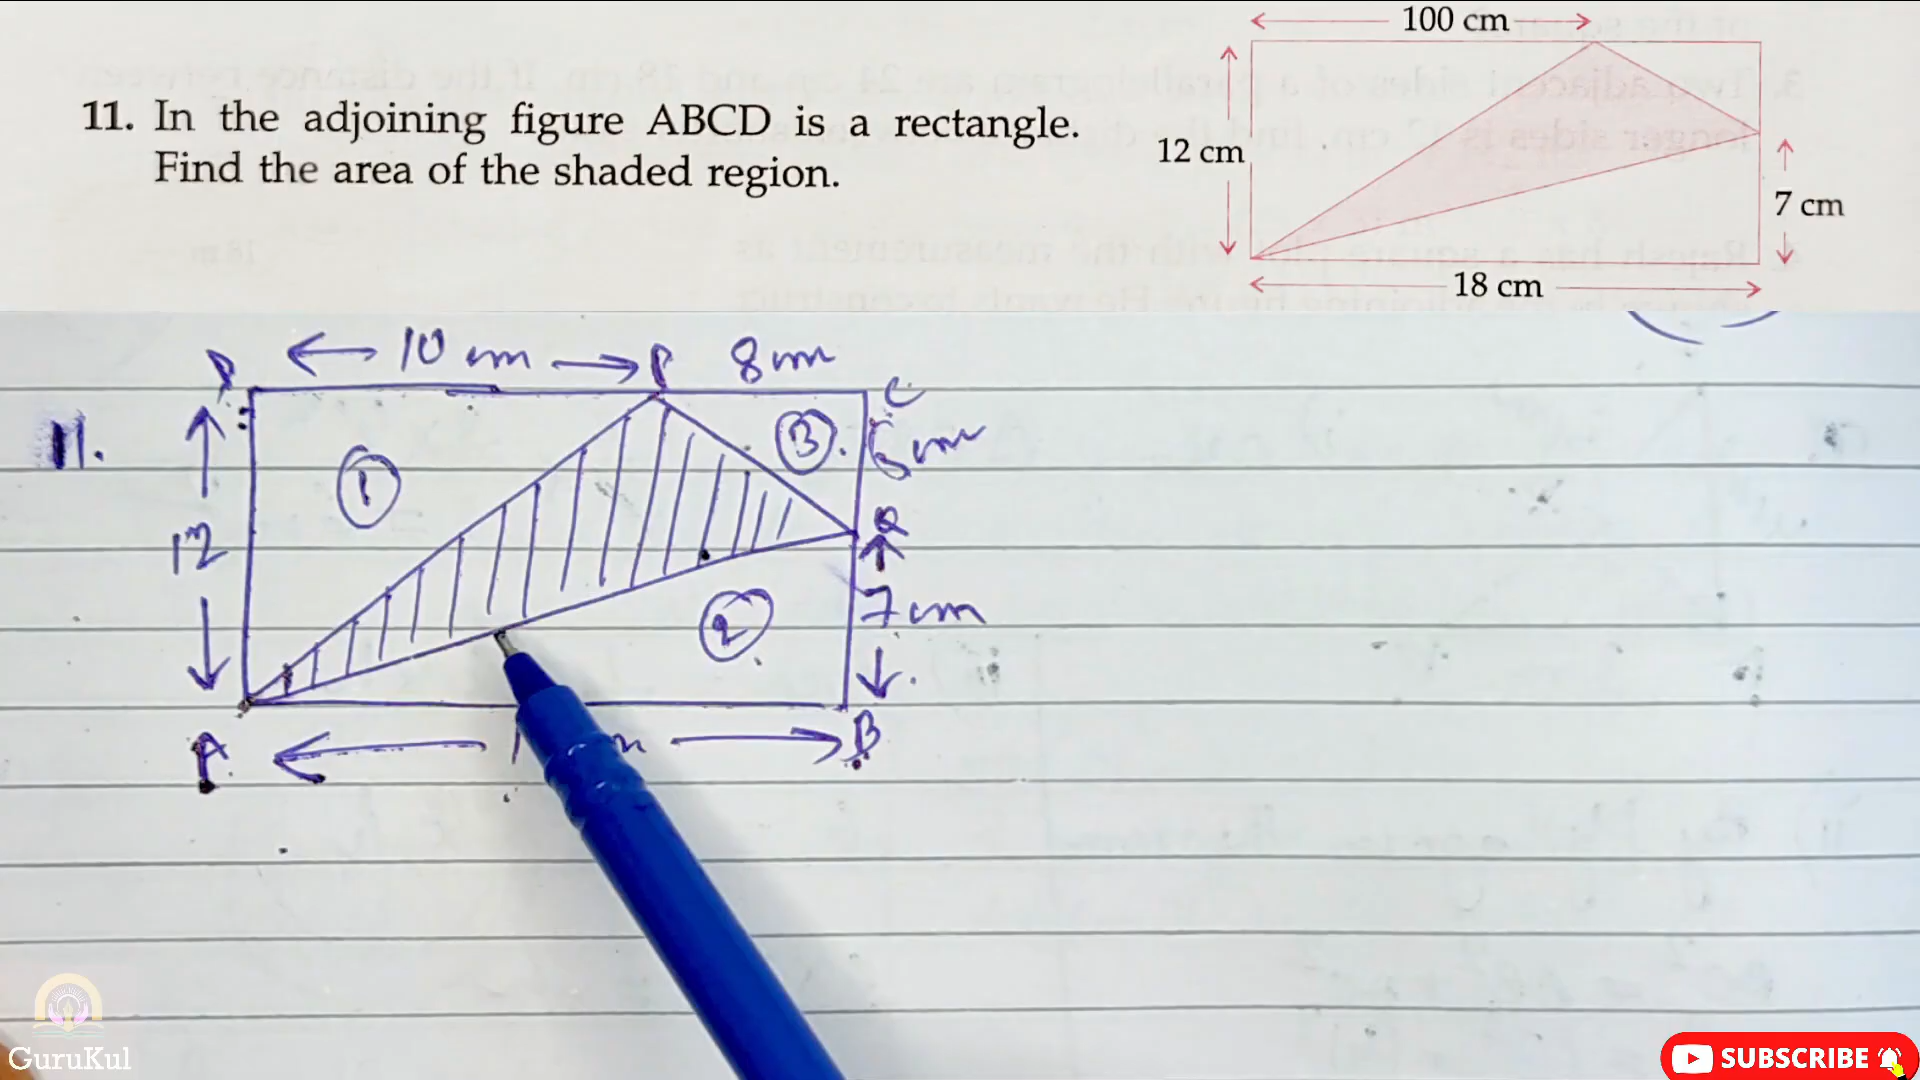 100 cm
11. In the adjoining figure ABCD is a rectangle.
Find the area of the shaded region.
12 cm
7 cm
18 cm
10 cm P 8 cm
D
C
11.
1
3
5 cm
12
Q
2
7 cm
A
B
GuruKul
SUBSCRIBE